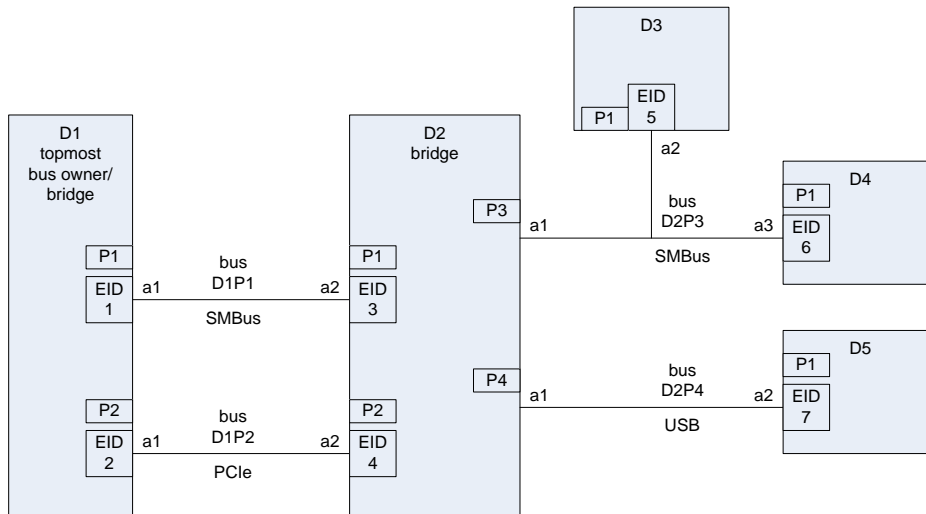 D3
P1
EID
5
a2
D1
topmost
bus owner/
bridge
P1
EID
1
a1
bus
D1P1
SMBus
a2
P2
EID
2
a1
bus
D1P2
PCIe
a2
D2
bridge
P1
EID
3
P2
EID
4
P3
a1
bus
D2P3
SMBus
a3
P4
a1
bus
D2P4
USB
a2
D4
P1
EID
6
D5
P1
EID
7